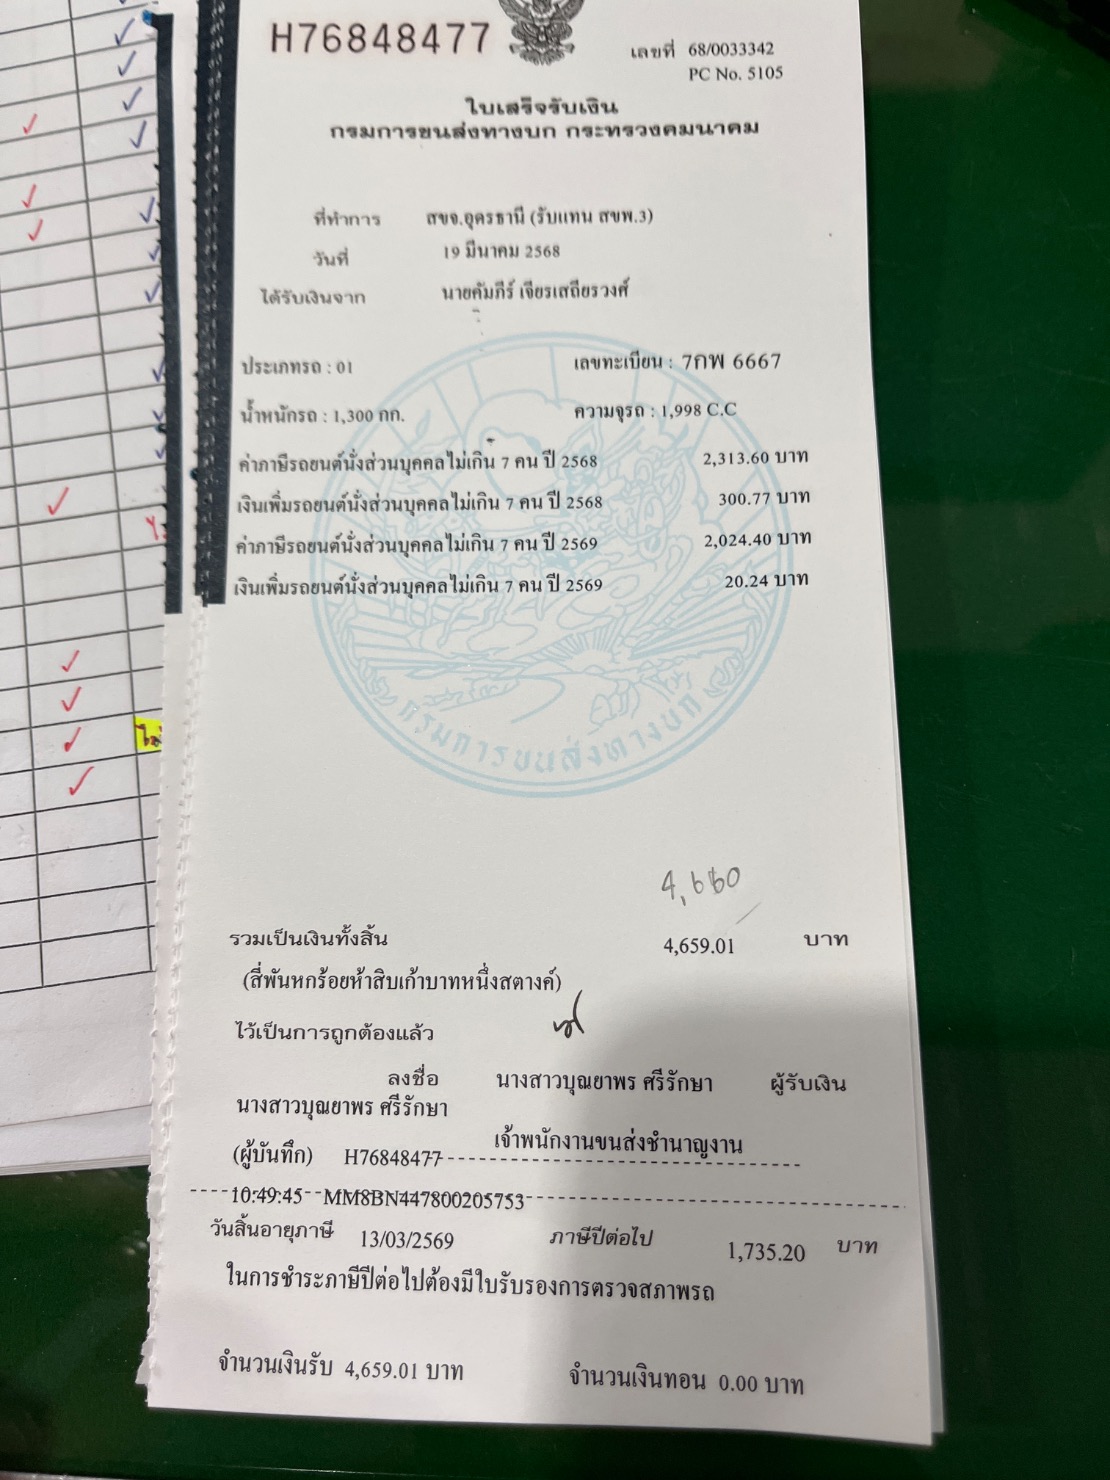 H76848477
เลขที่ 68/0033342
PC No. 5105
ใบเสร็จรับเงิน
กรมการขนส่งทางบก กระทรวงคมนาคม
ที่ทำการ สขจ.อุดรธานี (รับแทน สขพ.3)
วันที่ 19 มีนาคม 2568
ได้รับเงินจาก นายคัมภีร์ เจียรเสถียรวงศ์
ประเภทรถ : 01 เลขทะเบียน : 7กพ 6667
น้ำหนักรถ : 1,300 กก. ความจุรถ : 1,998 C.C
ค่าภาษีรถยนต์นั่งส่วนบุคคลไม่เกิน 7 คน ปี 2568 2,313.60 บาท
เงินเพิ่มรถยนต์นั่งส่วนบุคคลไม่เกิน 7 คน ปี 2568 300.77 บาท
ค่าภาษีรถยนต์นั่งส่วนบุคคลไม่เกิน 7 คน ปี 2569 2,024.40 บาท
เงินเพิ่มรถยนต์นั่งส่วนบุคคลไม่เกิน 7 คน ปี 2569 20.24 บาท
กรมการขนส่งทางบก
4,660
รวมเป็นเงินทั้งสิ้น 4,659.01 บาท
(สี่พันหกร้อยห้าสิบเก้าบาทหนึ่งสตางค์)
ไว้เป็นการถูกต้องแล้ว
ลงชื่อ นางสาวบุณยาพร ศรีรักษา ผู้รับเงิน
นางสาวบุณยาพร ศรีรักษา
เจ้าพนักงานขนส่งชำนาญงาน
(ผู้บันทึก) H76848477
10:49:45 MM8BN447800205753
วันสิ้นอายุภาษี 13/03/2569 ภาษีปีต่อไป 1,735.20 บาท
ในการชำระภาษีปีต่อไปต้องมีใบรับรองการตรวจสภาพรถ
จำนวนเงินรับ 4,659.01 บาท จำนวนเงินทอน 0.00 บาท